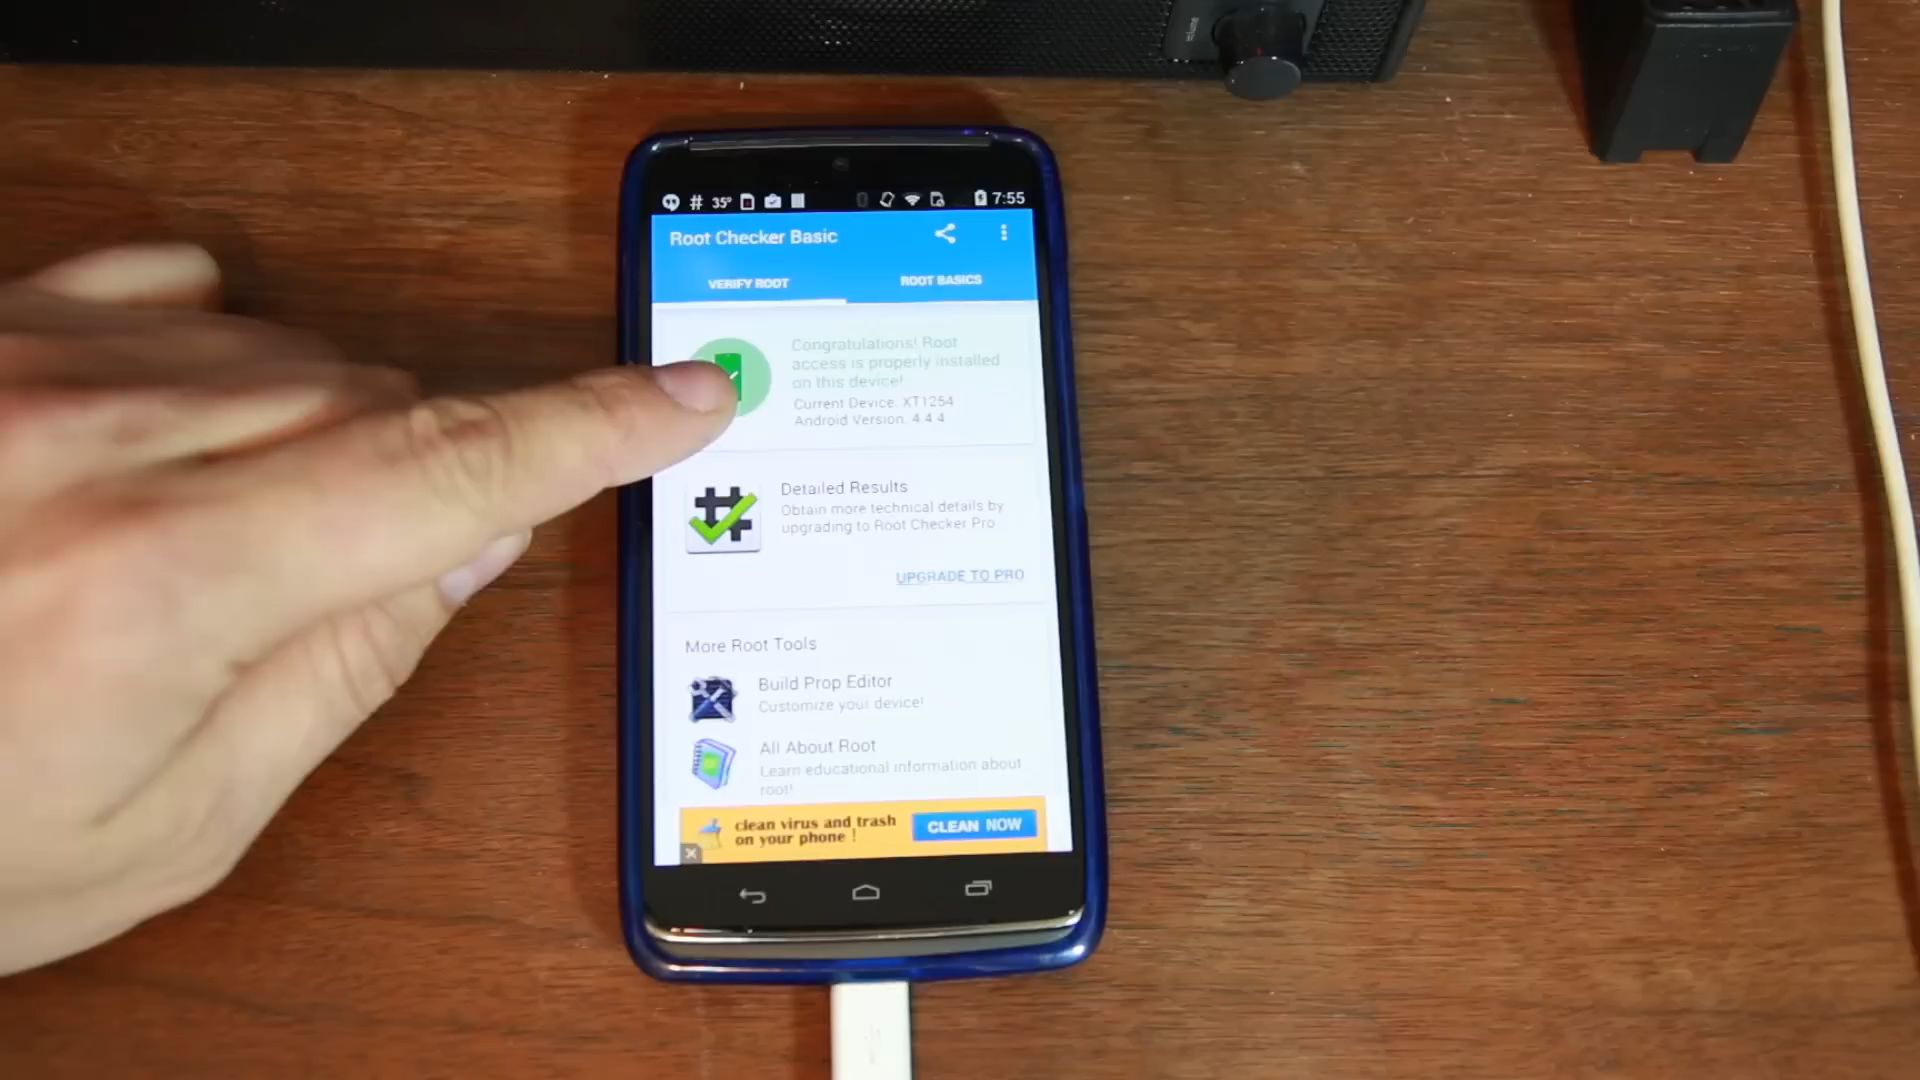 35° 7:55
Root Checker Basic
VERIFY ROOT ROOT BASICS
Congratulations! Root
access is properly installed
on this device!
Current Device: XT1254
Android Version: 4.4.4
Detailed Results
Obtain more technical details by
upgrading to Root Checker Pro
UPGRADE TO PRO
More Root Tools
Build Prop Editor
Customize your device!
All About Root
Learn educational information about
root!
clean virus and trash
on your phone !
CLEAN NOW